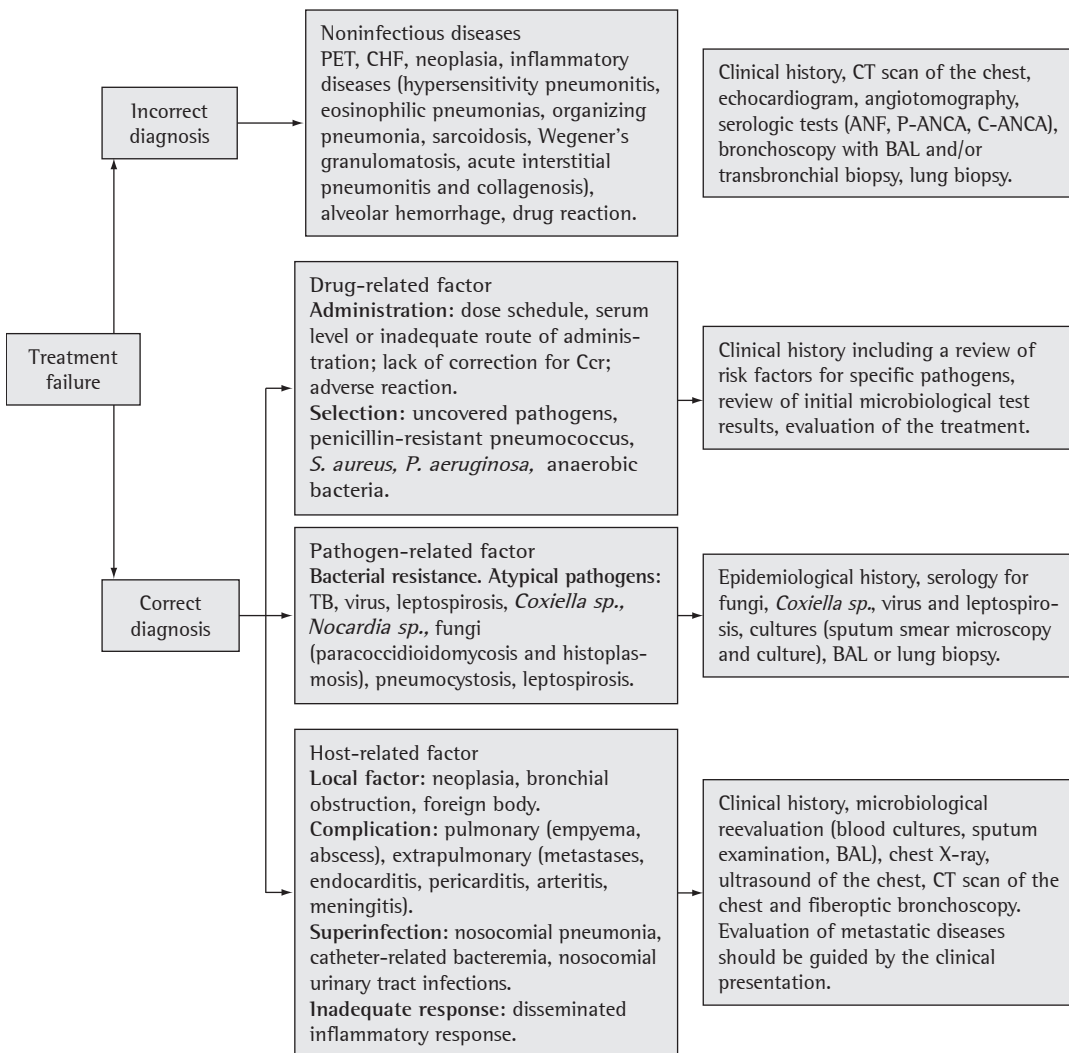 Noninfectious diseases
PET, CHF, neoplasia, inflammatory
diseases (hypersensitivity pneumonitis,
eosinophilic pneumonias, organizing
pneumonia, sarcoidosis, Wegener's
granulomatosis, acute interstitial
pneumonitis and collagenosis),
alveolar hemorrhage, drug reaction.
Clinical history, CT scan of the chest,
echocardiogram, angiotomography,
serologic tests (ANF, P-ANCA, C-ANCA),
bronchoscopy with BAL and/or
transbronchial biopsy, lung biopsy.
Incorrect
diagnosis
Treatment
failure
Drug-related factor
Administration: dose schedule, serum
level or inadequate route of adminis-
tration; lack of correction for Ccr;
adverse reaction.
Selection: uncovered pathogens,
penicillin-resistant pneumococcus,
S. aureus, P. aeruginosa, anaerobic
bacteria.
Clinical history including a review of
risk factors for specific pathogens,
review of initial microbiological test
results, evaluation of the treatment.
Correct
diagnosis
Pathogen-related factor
Bacterial resistance. Atypical pathogens:
TB, virus, leptospirosis, Coxiella sp.,
Nocardia sp., fungi
(paracoccidioidomycosis and histoplas-
mosis), pneumocystosis, leptospirosis.
Epidemiological history, serology for
fungi, Coxiella sp., virus and leptospiro-
sis, cultures (sputum smear microscopy
and culture), BAL or lung biopsy.
Host-related factor
Local factor: neoplasia, bronchial
obstruction, foreign body.
Complication: pulmonary (empyema,
abscess), extrapulmonary (metastases,
endocarditis, pericarditis, arteritis,
meningitis).
Superinfection: nosocomial pneumonia,
catheter-related bacteremia, nosocomial
urinary tract infections.
Inadequate response: disseminated
inflammatory response.
Clinical history, microbiological
reevaluation (blood cultures, sputum
examination, BAL), chest X-ray,
ultrasound of the chest, CT scan of the
chest and fiberoptic bronchoscopy.
Evaluation of metastatic diseases
should be guided by the clinical
presentation.